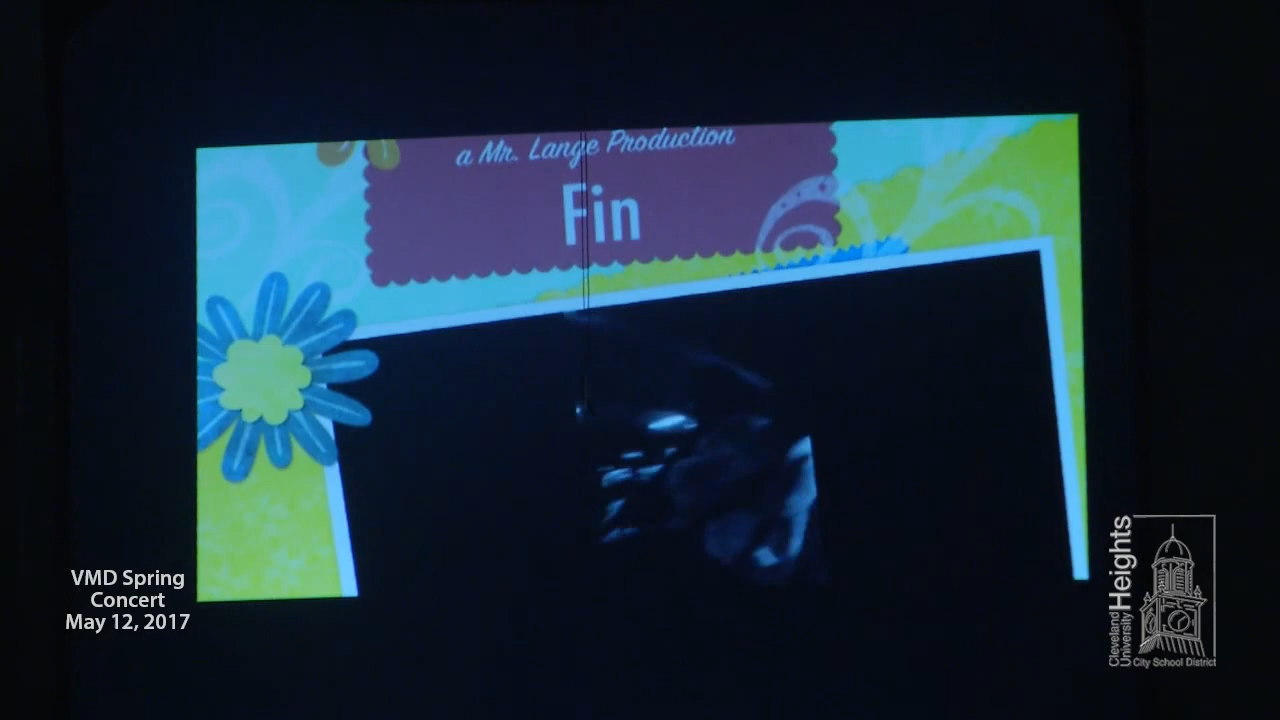 a Mr. Lange Production
Fin
VMD Spring
Concert
May 12, 2017
Cleveland
University
Heights
City School District